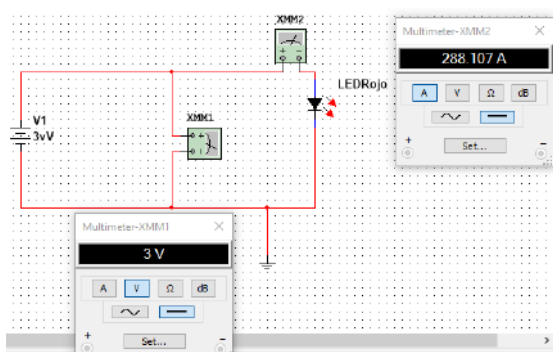 XMM2
Multimeter-XMM2 ×
288.107 A
A V Ω dB
+ Set... −
LEDRojo
V1
3vV
XMM1
Multimeter-XMM1 ×
3 V
A V Ω dB
+ Set... −